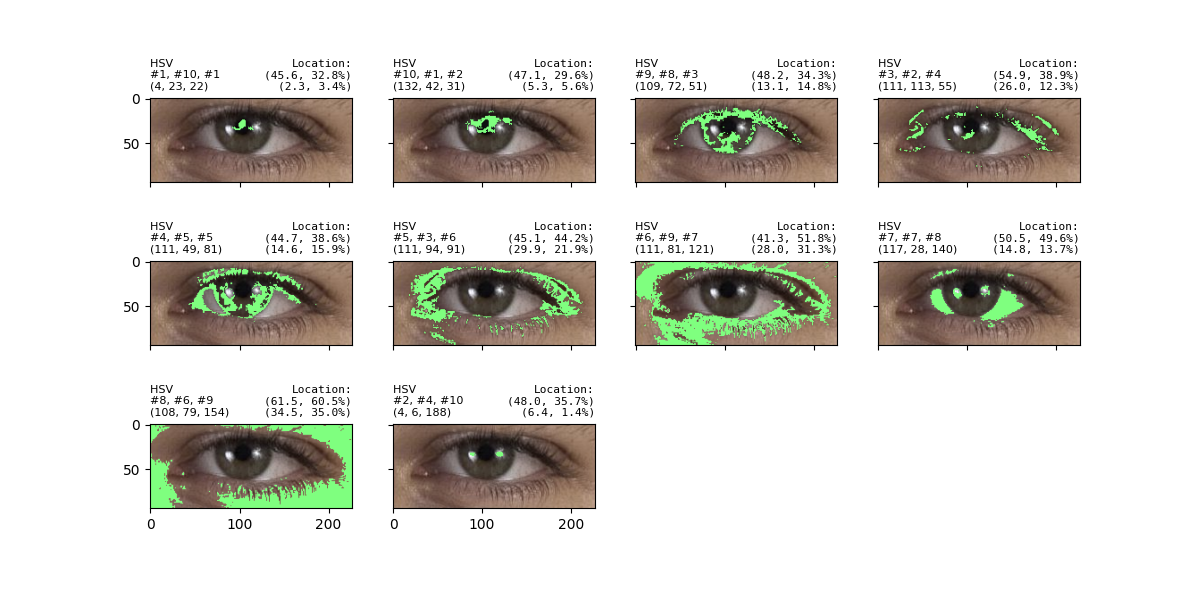 HSV Location:
#1, #10, #1 (45.6, 32.8%)
(4, 23, 22) (2.3, 3.4%)
HSV Location:
#10, #1, #2 (47.1, 29.6%)
(132, 42, 31) (5.3, 5.6%)
HSV Location:
#9, #8, #3 (48.2, 34.3%)
(109, 72, 51) (13.1, 14.8%)
HSV Location:
#3, #2, #4 (54.9, 38.9%)
(111, 113, 55) (26.0, 12.3%)
0
50
HSV Location:
#4, #5, #5 (44.7, 38.6%)
(111, 49, 81) (14.6, 15.9%)
HSV Location:
#5, #3, #6 (45.1, 44.2%)
(111, 94, 91) (29.9, 21.9%)
HSV Location:
#6, #9, #7 (41.3, 51.8%)
(111, 81, 121) (28.0, 31.3%)
HSV Location:
#7, #7, #8 (50.5, 49.6%)
(117, 28, 140) (14.8, 13.7%)
0
50
HSV Location:
#8, #6, #9 (61.5, 60.5%)
(108, 79, 154) (34.5, 35.0%)
HSV Location:
#2, #4, #10 (48.0, 35.7%)
(4, 6, 188) (6.4, 1.4%)
0
50
0 100 200
0 100 200